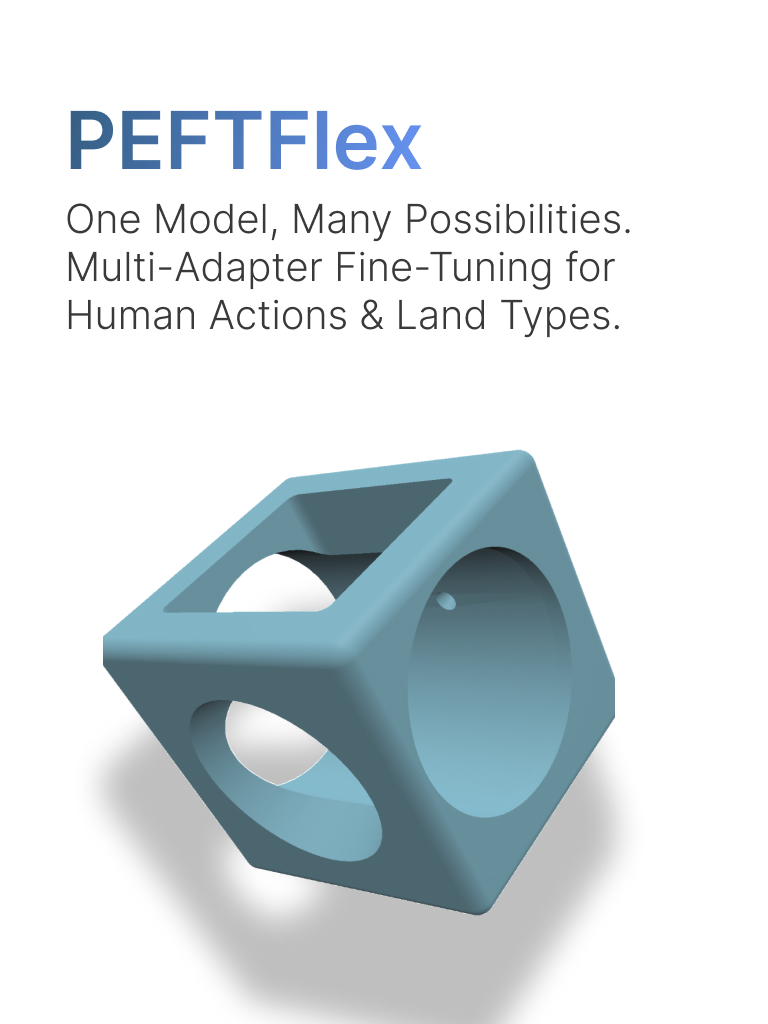 PEFTFlex
One Model, Many Possibilities.
Multi-Adapter Fine-Tuning for
Human Actions & Land Types.